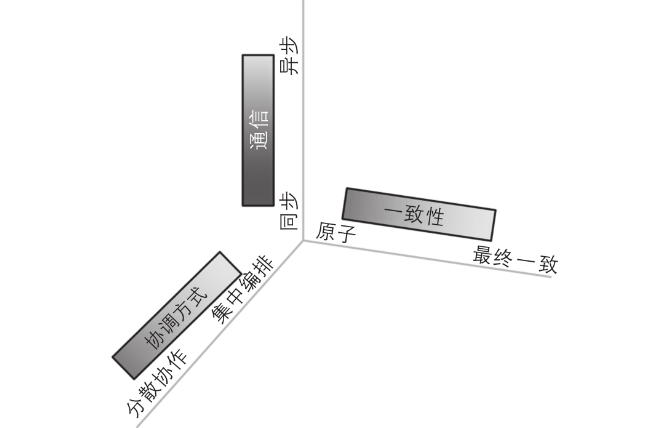 异步
通信
同步
一致性
原子
最终一致
集中编排
协调方式
分散协作